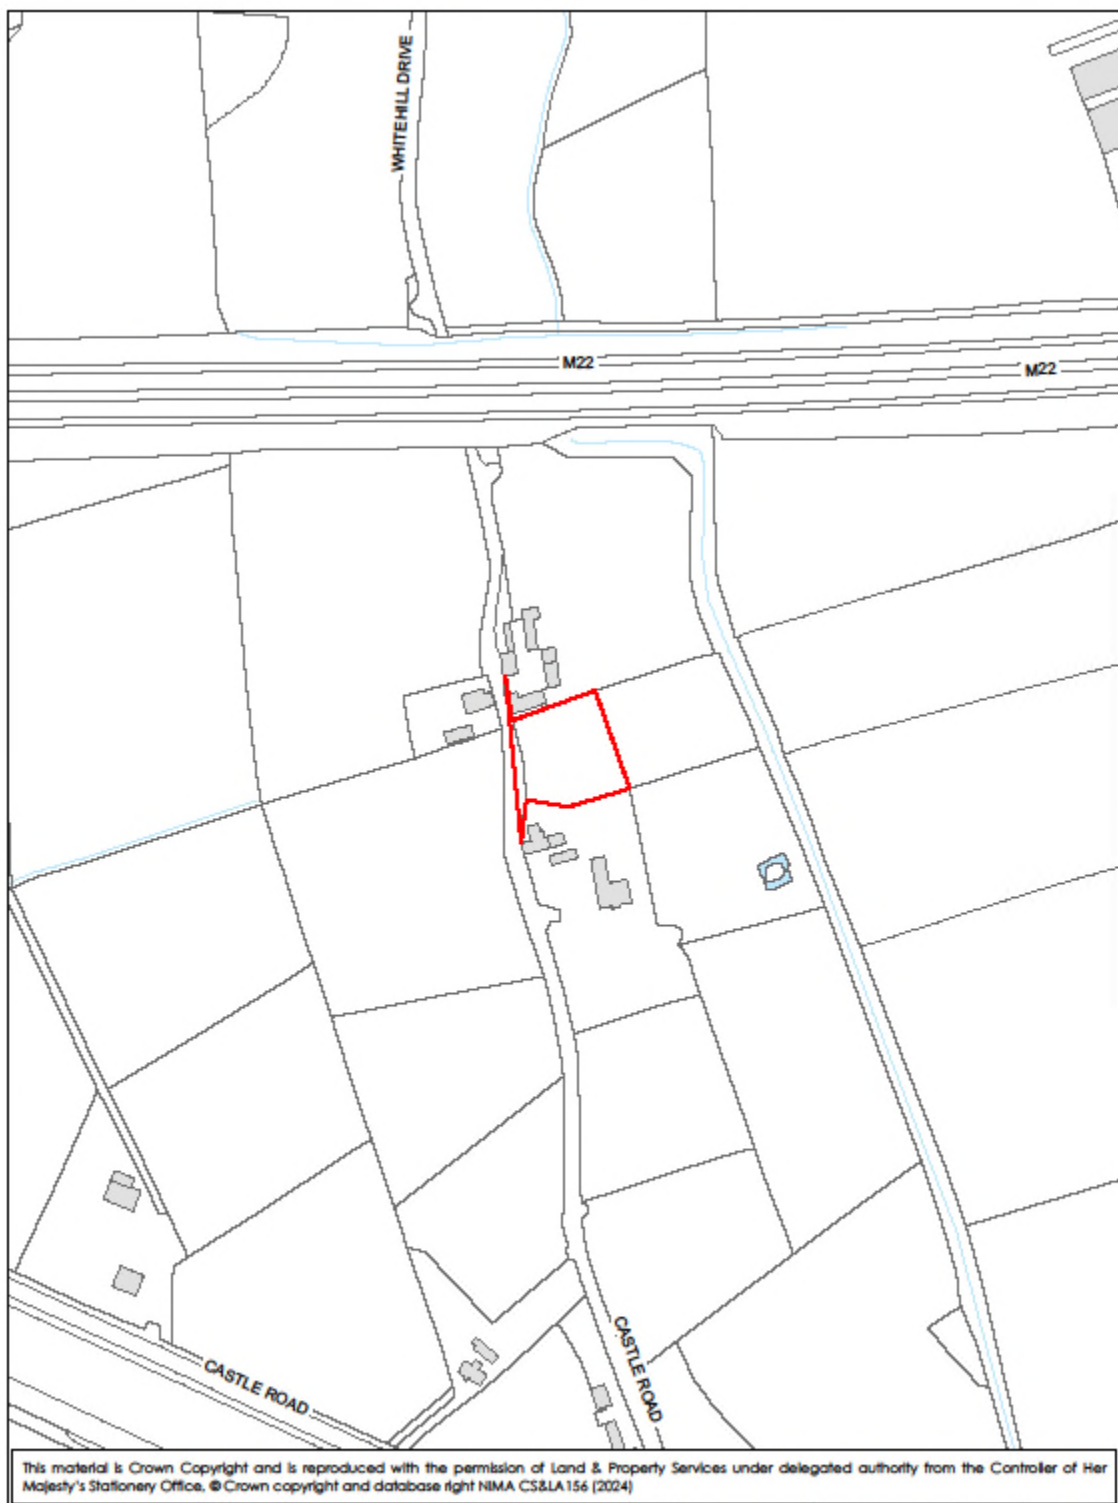 WHITEHILL DRIVE
M22
M22
CASTLE ROAD
CASTLE ROAD
This material is Crown Copyright and is reproduced with the permission of Land & Property Services under delegated authority from the Controller of Her
Majesty's Stationery Office, © Crown copyright and database right NIMA CS&LA156 (2024)